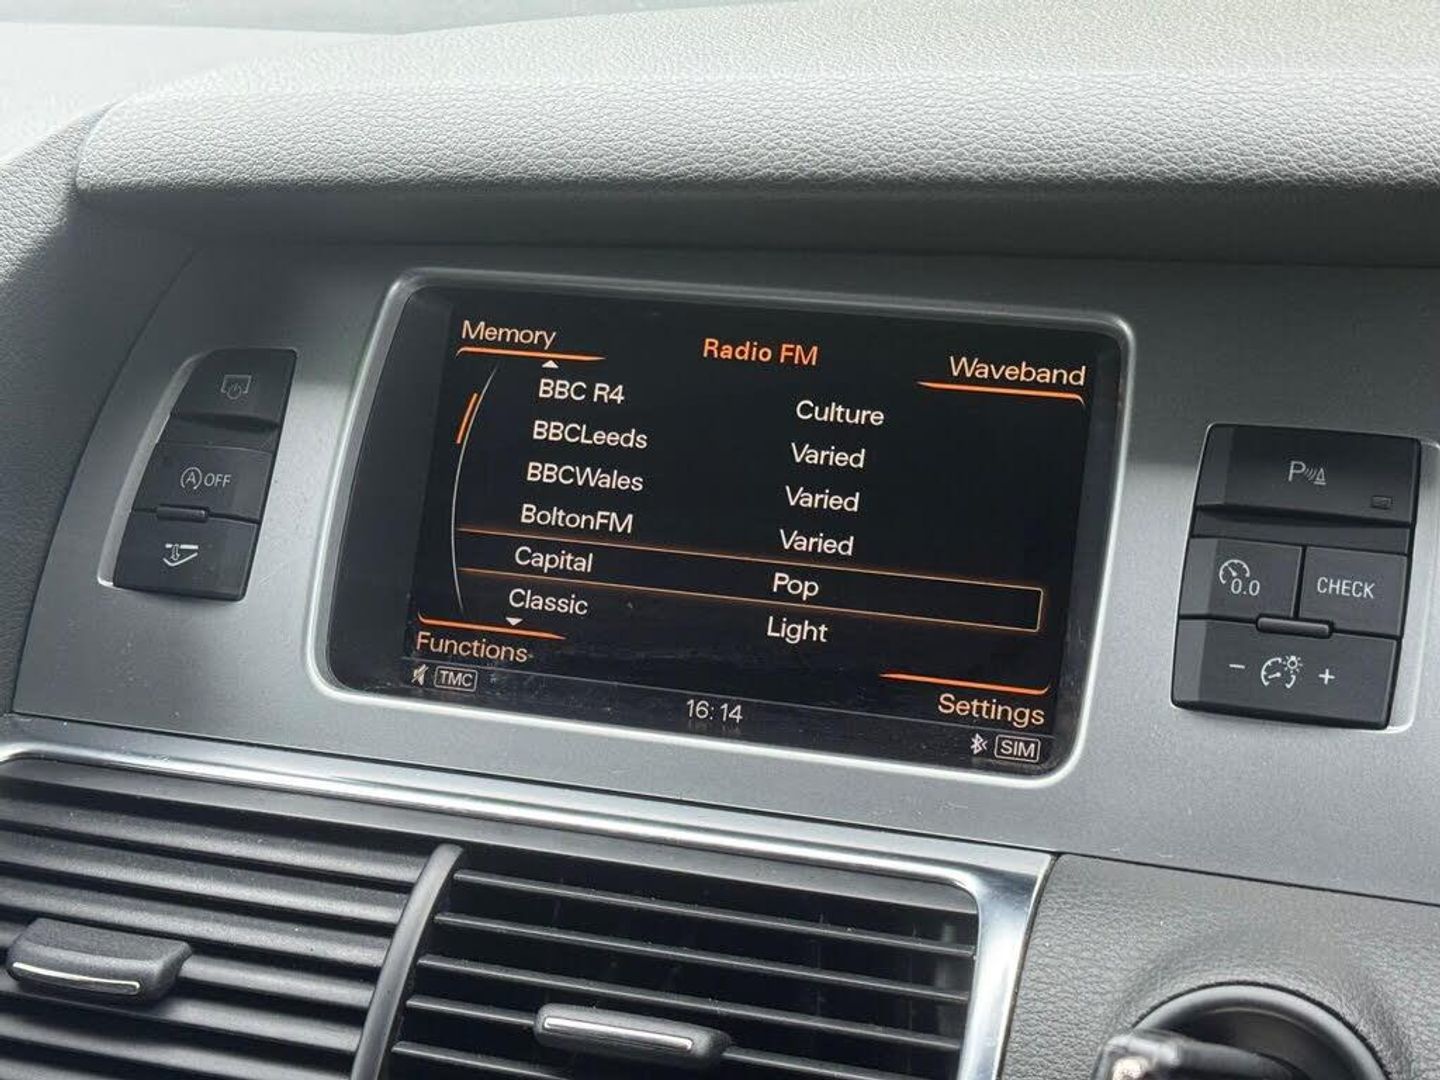 Memory
Radio FM
Waveband
BBC R4 Culture
BBCLeeds Varied
BBCWales Varied
BoltonFM Varied
Capital Pop
Classic Light
Functions
Settings
TMC
16:14
SIM
A OFF
P
0.0
CHECK
- +